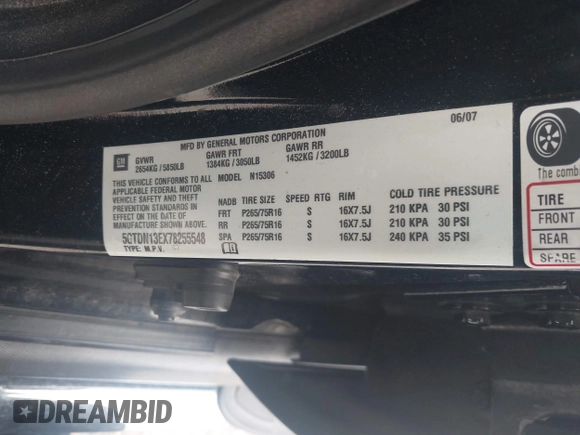 MFD BY GENERAL MOTORS CORPORATION 06/07
GM GVWR GAWR FRT GAWR RR
2654KG / 5850LB 1384KG / 3050LB 1452KG / 3200LB
THIS VEHICLE CONFORMS TO ALL MODEL N15306
APPLICABLE FEDERAL MOTOR
VEHICLE SAFETY AND THEFT
PREVENTION STANDARDS IN
EFFECT ON THE DATE OF
MANUFACTURE SHOWN ABOVE.
5GTDN13EX78255548
TYPE: M.P.V.
NADB TIRE SIZE SPEED RTG RIM COLD TIRE PRESSURE
FRT P265/75R16 S 16X7.5J 210 KPA 30 PSI
RR P265/75R16 S 16X7.5J 210 KPA 30 PSI
SPA P265/75R16 S 16X7.5J 240 KPA 35 PSI
The comb
TIRE
FRONT
REAR
SPARE
DREAMBID